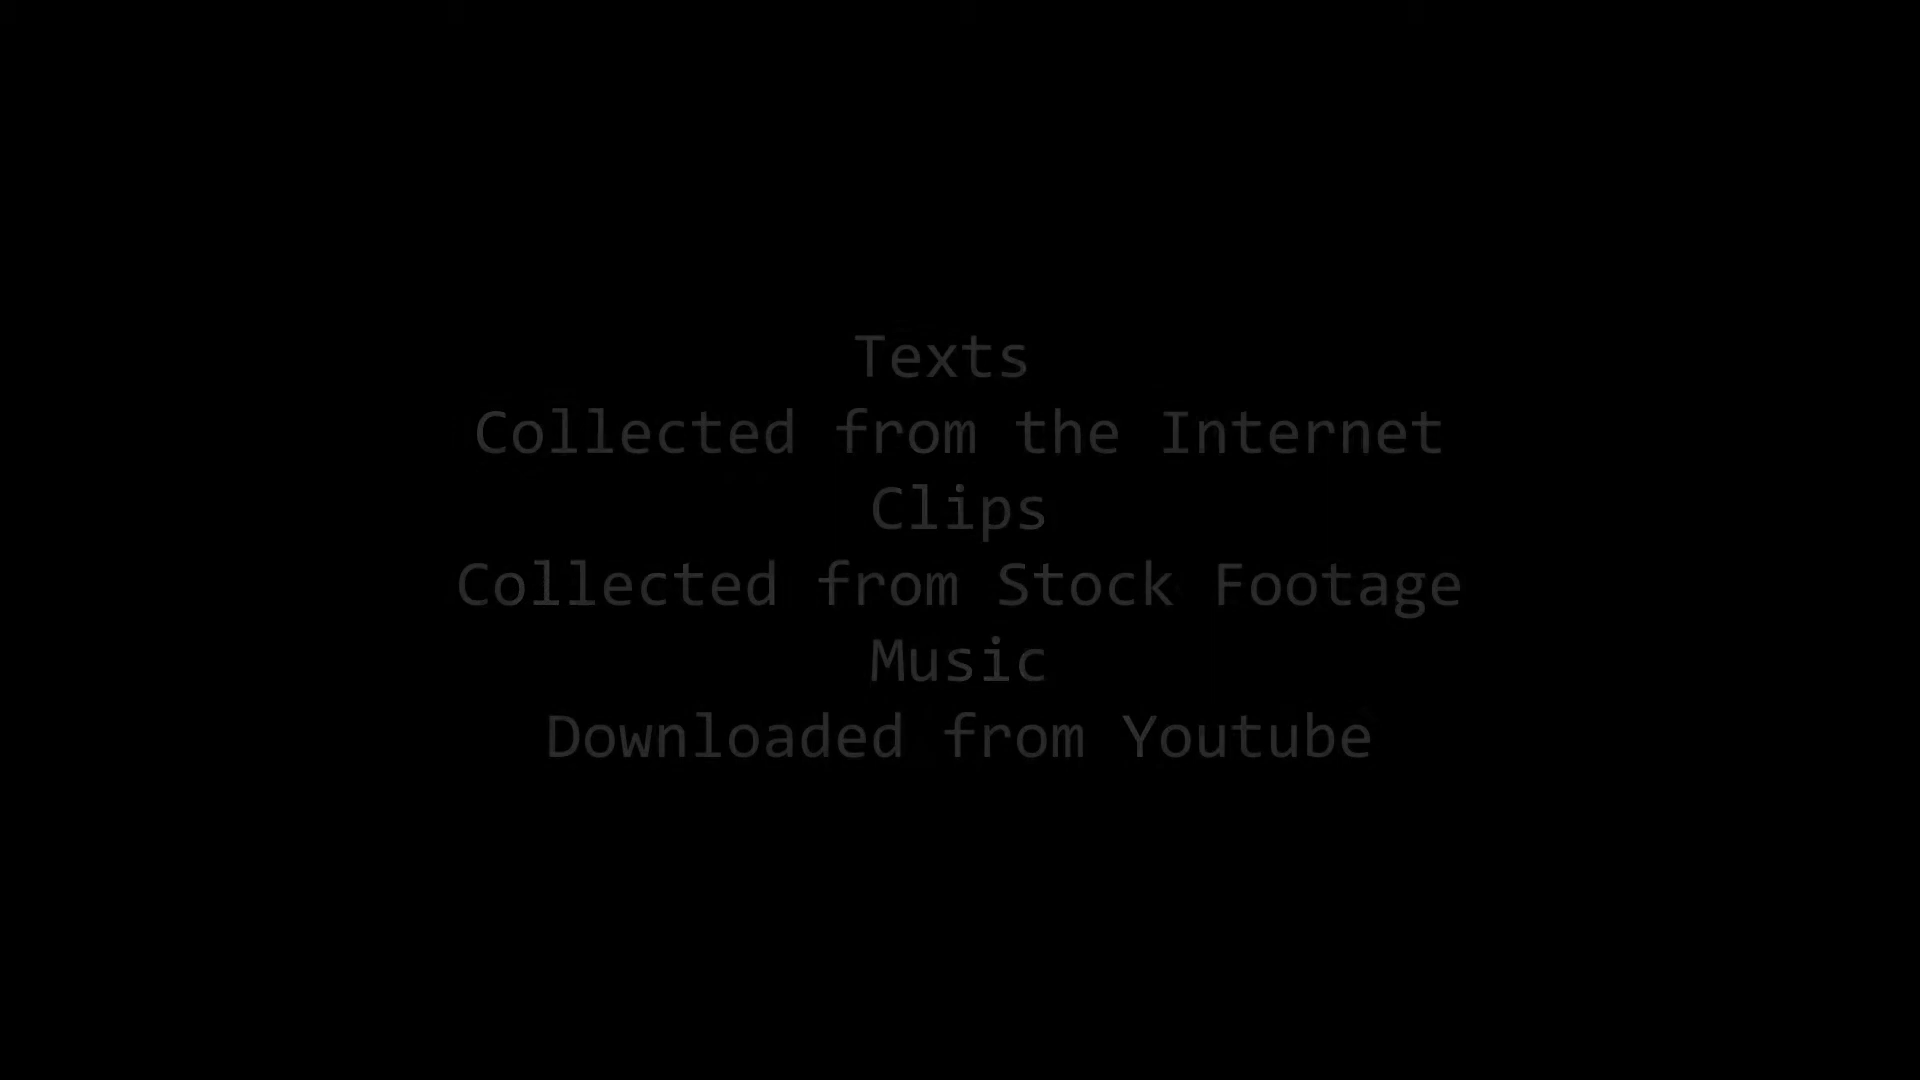 Texts
Collected from the Internet
Clips
Collected from Stock Footage
Music
Downloaded from Youtube